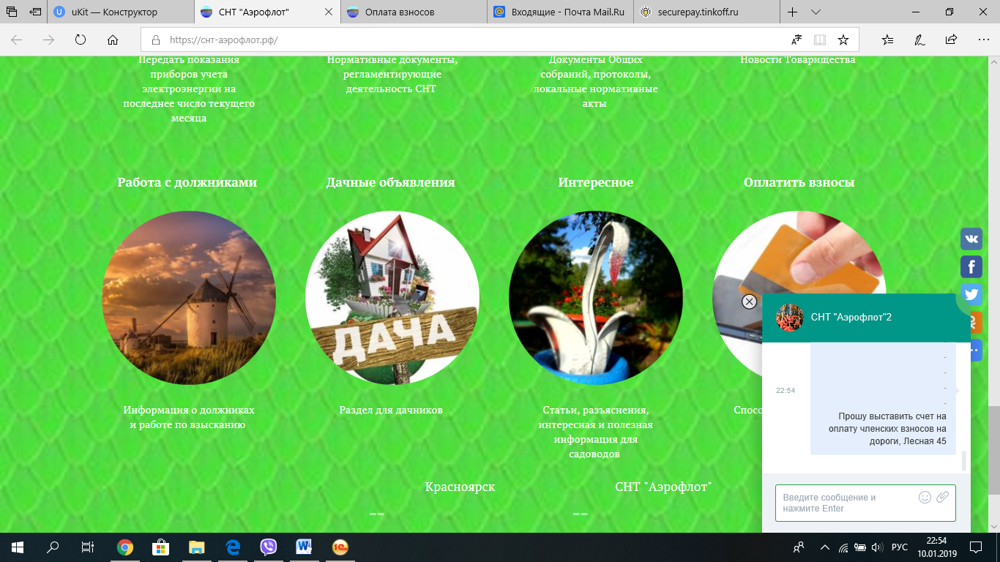 uKit — Конструктор
СНТ "Аэрофлот"
Оплата взносов
Входящие - Почта Mail.Ru
securepay.tinkoff.ru
https://снт-аэрофлот.рф/
Передать показания
приборов учета
электроэнергии на
последнее число текущего
месяца
Нормативные документы,
регламентирующие
деятельность СНТ
Документы Общих
собраний, протоколы,
локальные нормативные
акты
Новости Товарищества
Работа с должниками
Дачные объявления
Интересное
Оплатить взносы
ДАЧА
Информация о должниках
и работе по взысканию
Раздел для дачников
Статьи, разъяснения,
интересная и полезная
информация для
садоводов
Красноярск
СНТ "Аэрофлот"
СНТ "Аэрофлот"2
.
.
.
.
22:54
Прошу выставить счет на
оплату членских взносов на
дороги, Лесная 45
Введите сообщение и
нажмите Enter
РУС
22:54
10.01.2019